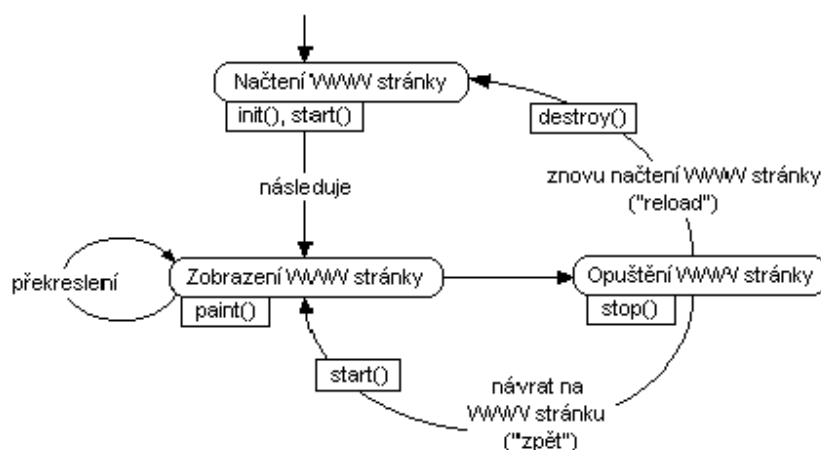 Načtení WWW stránky
init(), start()
destroy()
následuje
znovu načtení WWW stránky
("reload")
překreslení
Zobrazení WWW stránky
paint()
Opuštění WWW stránky
stop()
start()
návrat na
WWW stránku
("zpět")